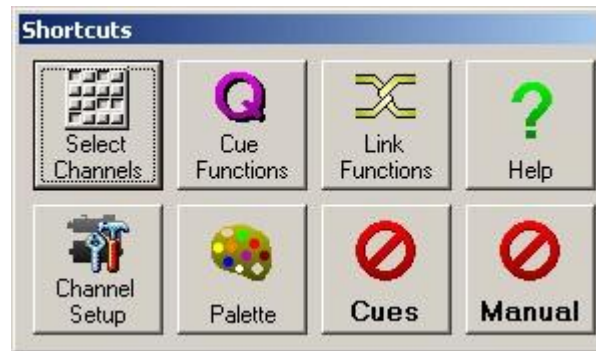 Shortcuts
Select
Channels
Cue
Functions
Link
Functions
Help
Channel
Setup
Palette
Cues
Manual